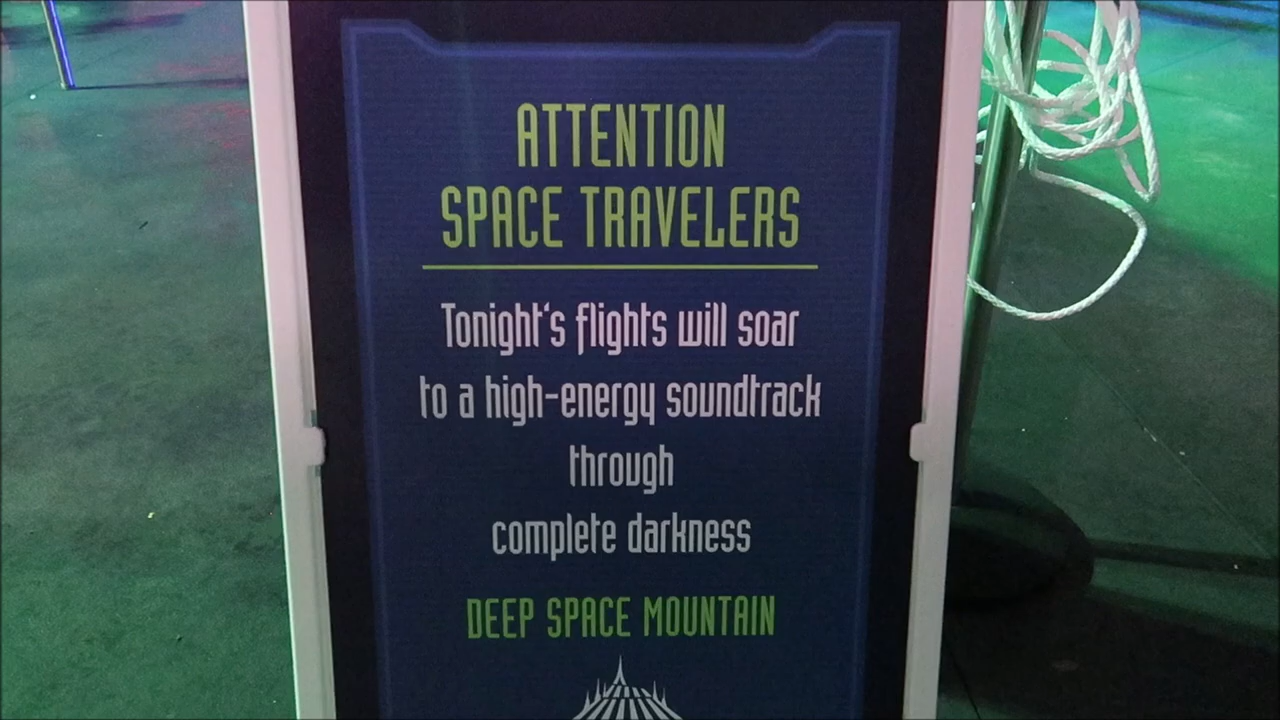 ATTENTION
SPACE TRAVELERS
Tonight's flights will soar
to a high-energy soundtrack
through
complete darkness
DEEP SPACE MOUNTAIN